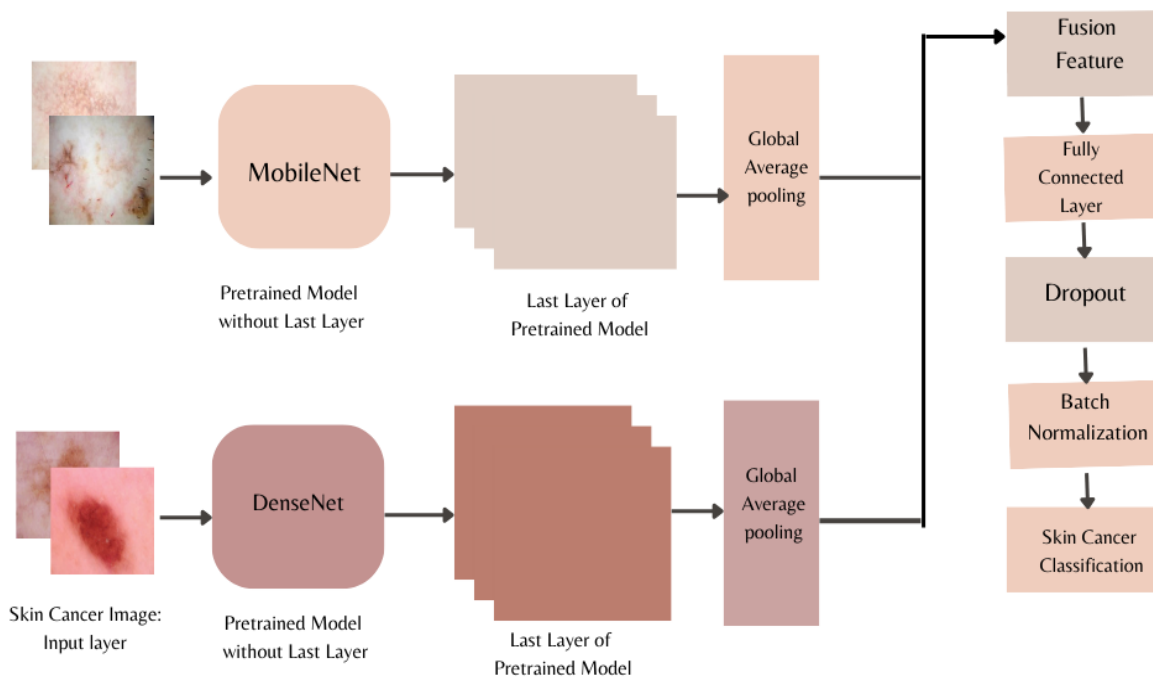 MobileNet
Pretrained Model
without Last Layer
Last Layer of
Pretrained Model
Global
Average
pooling
Skin Cancer Image:
Input layer
DenseNet
Pretrained Model
without Last Layer
Last Layer of
Pretrained Model
Global
Average
pooling
Fusion
Feature
Fully
Connected
Layer
Dropout
Batch
Normalization
Skin Cancer
Classification